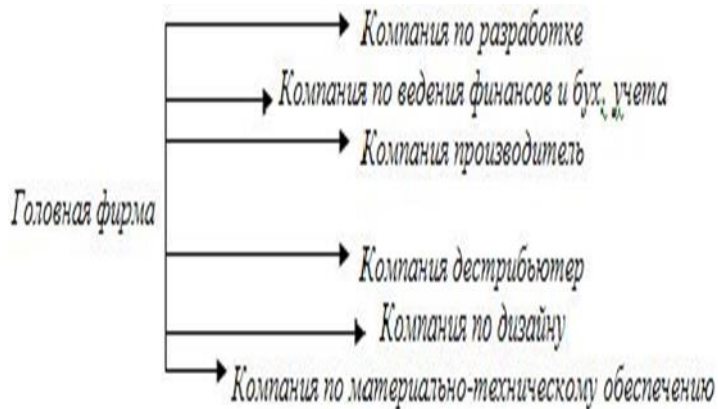 Компания по разработке
Компания по ведения финансов и бух. учета
Компания производитель
Головная фирма
Компания дестрибьютер
Компания по дизайну
Компания по материально-техническому обеспечению